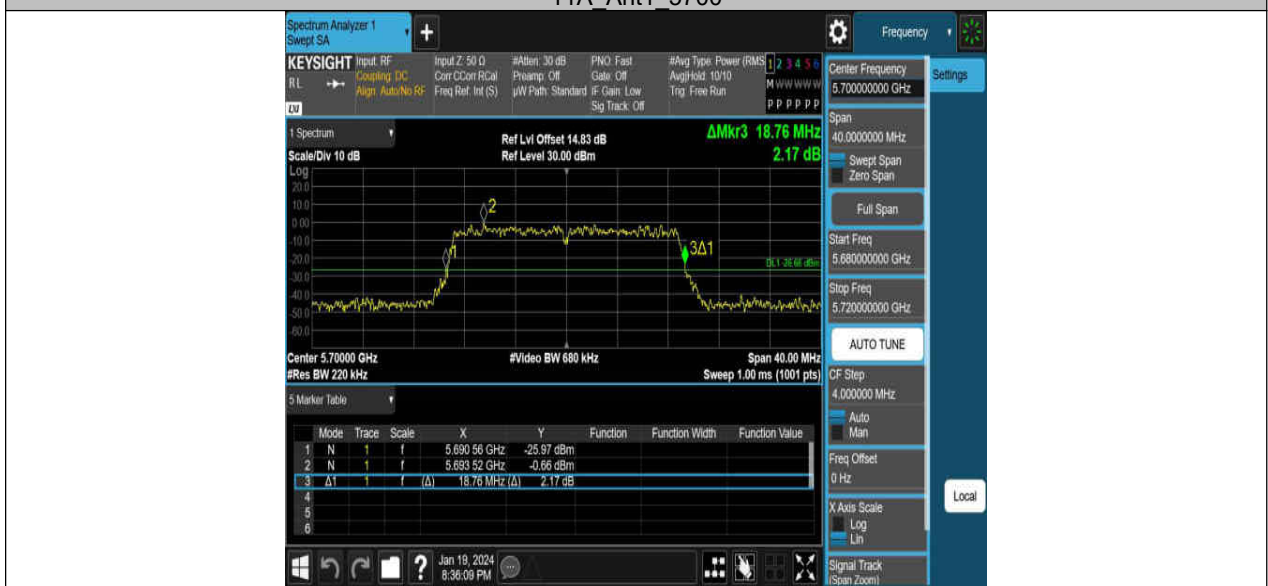 11A_Ant1_5700
Spectrum Analyzer 1
Swept SA
+
Frequency
KEYSIGHT
RL
LXI
Input: RF
Coupling: DC
Align: Auto/No RF
Input Z: 50 Ω
Corr CCorr RCal
Freq Ref: Int (S)
#Atten: 30 dB
Preamp: Off
µW Path: Standard
PNO: Fast
Gate: Off
IF Gain: Low
Sig Track: Off
#Avg Type: Power (RMS
Avg|Hold: 10/10
Trig: Free Run
1 2 3 4 5 6
M W W W W W
P P P P P P
1 Spectrum
Scale/Div 10 dB
Ref Lvl Offset 14.83 dB
Ref Level 30.00 dBm
ΔMkr3 18.76 MHz
2.17 dB
Log
20.0
10.0
0.00
-10.0
-20.0
-30.0
-40.0
-50.0
-60.0
1
2
3Δ1
DL1 -26.66 dBm
Center 5.70000 GHz
#Res BW 220 kHz
#Video BW 680 kHz
Span 40.00 MHz
Sweep 1.00 ms (1001 pts)
5 Marker Table
Mode Trace Scale X Y Function Function Width Function Value
1 N 1 f 5.690 56 GHz -25.97 dBm
2 N 1 f 5.693 52 GHz -0.66 dBm
3 Δ1 1 f (Δ) 18.76 MHz (Δ) 2.17 dB
4
5
6
?
Jan 19, 2024
8:36:09 PM
Center Frequency
5.700000000 GHz
Settings
Span
40.0000000 MHz
Swept Span
Zero Span
Full Span
Start Freq
5.680000000 GHz
Stop Freq
5.720000000 GHz
AUTO TUNE
CF Step
4.000000 MHz
Auto
Man
Freq Offset
0 Hz
X Axis Scale
Log
Lin
Signal Track
(Span Zoom)
Local